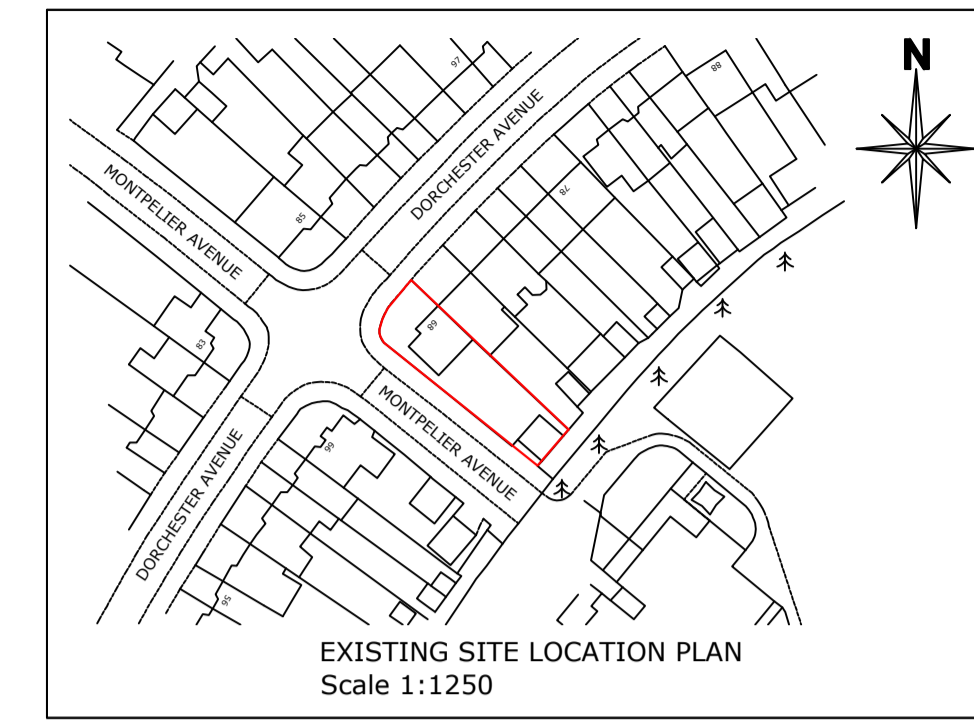 N
97
88
DORCHESTER AVENUE
MONTPELIER AVENUE
78
85
68
83
MONTPELIER AVENUE
66
DORCHESTER AVENUE
56
EXISTING SITE LOCATION PLAN
Scale 1:1250